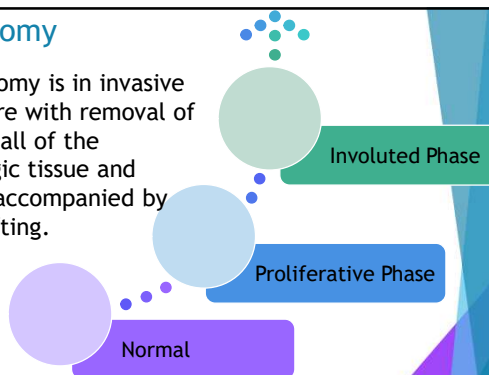 omy
omy is in invasive
re with removal of
all of the
gic tissue and
accompanied by
ting.
Involuted Phase
Proliferative Phase
Normal